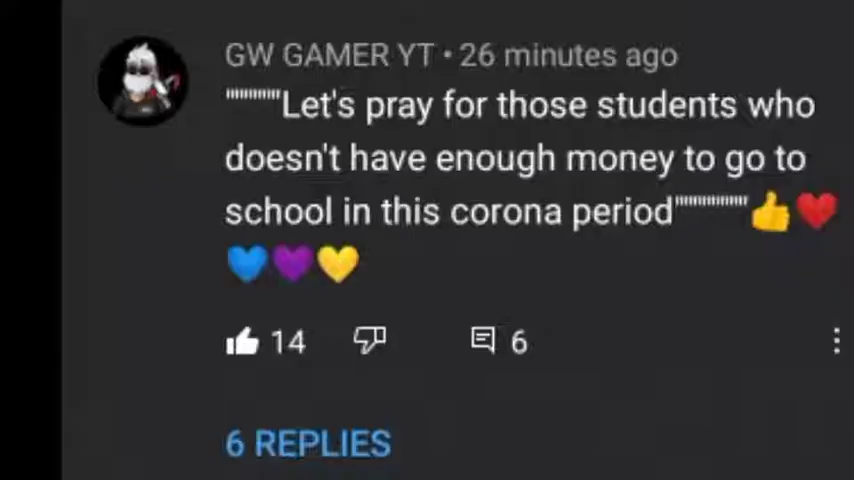 GW GAMER YT • 26 minutes ago
""""""Let's pray for those students who
doesn't have enough money to go to
school in this corona period""""""""👍❤️
💙💜💛
14 6
6 REPLIES